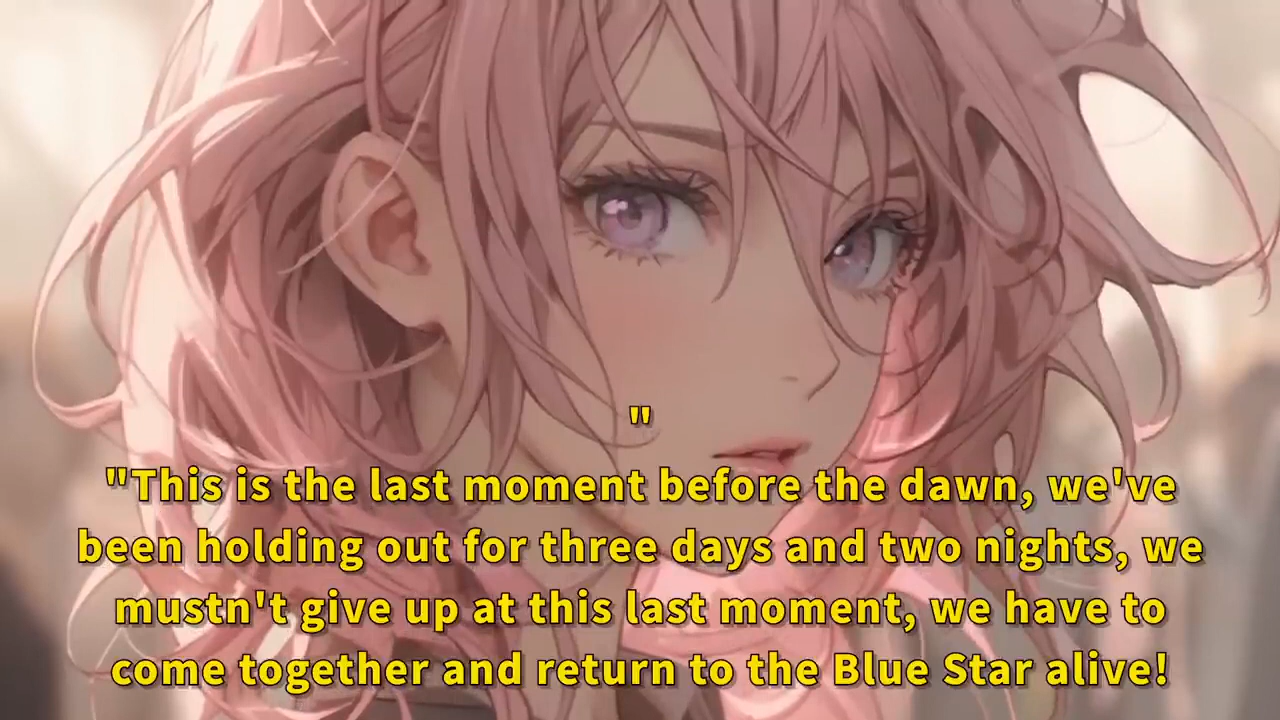 "
"This is the last moment before the dawn, we've
been holding out for three days and two nights, we
mustn't give up at this last moment, we have to
come together and return to the Blue Star alive!